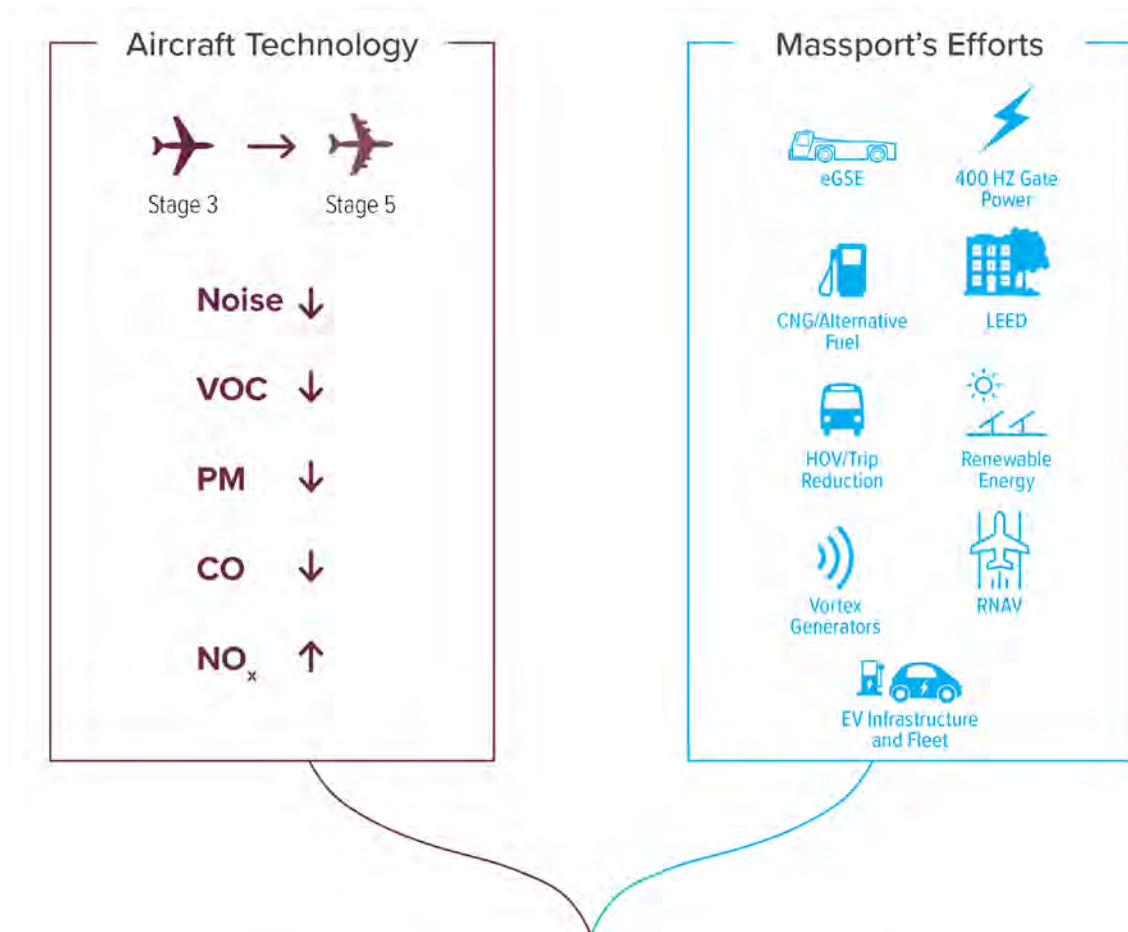 Aircraft Technology
Stage 3
Stage 5
Noise ↓
VOC ↓
PM ↓
CO ↓
NOx ↑
Massport's Efforts
eGSE
400 HZ Gate
Power
CNG/Alternative
Fuel
LEED
HOV/Trip
Reduction
Renewable
Energy
Vortex
Generators
RNAV
EV Infrastructure
and Fleet